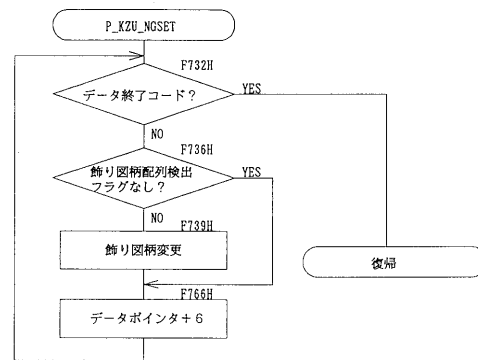 P_KZU_NGSET
F732H
データ終了コード？
YES
NO
F736H
飾り図柄配列検出
フラグなし？
YES
NO
F739H
飾り図柄変更
復帰
F766H
データポインタ＋６